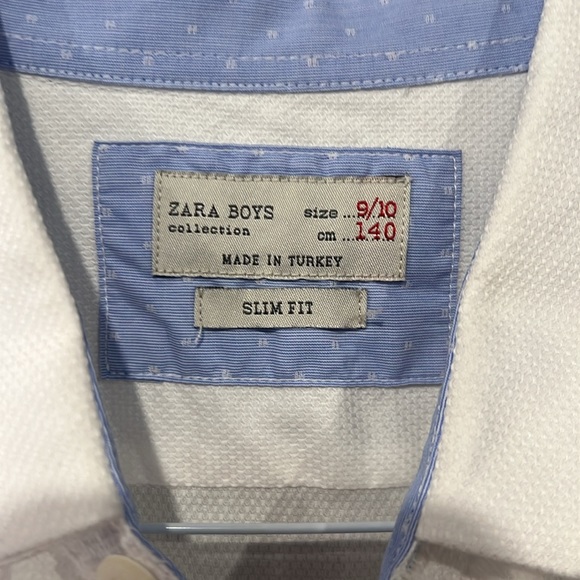 ZARA BOYS size ...9/10
collection cm ...140
MADE IN TURKEY
SLIM FIT